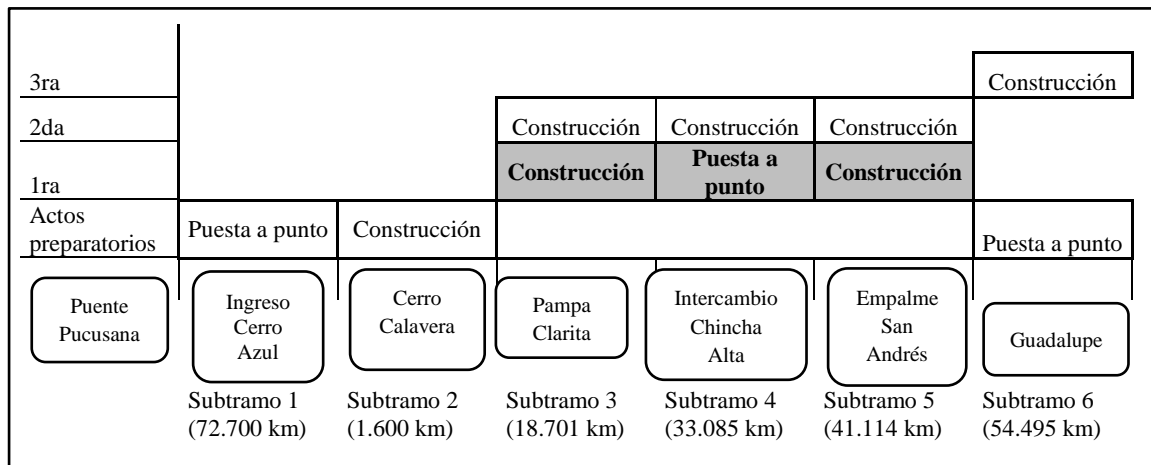 3ra
Construcción
2da
Construcción
Construcción
Construcción
1ra
Construcción
Puesta a
punto
Construcción
Actos
preparatorios
Puesta a punto
Construcción
Puesta a punto
Puente
Pucusana
Ingreso
Cerro
Azul
Cerro
Calavera
Pampa
Clarita
Intercambio
Chincha
Alta
Empalme
San
Andrés
Guadalupe
Subtramo 1
(72.700 km)
Subtramo 2
(1.600 km)
Subtramo 3
(18.701 km)
Subtramo 4
(33.085 km)
Subtramo 5
(41.114 km)
Subtramo 6
(54.495 km)